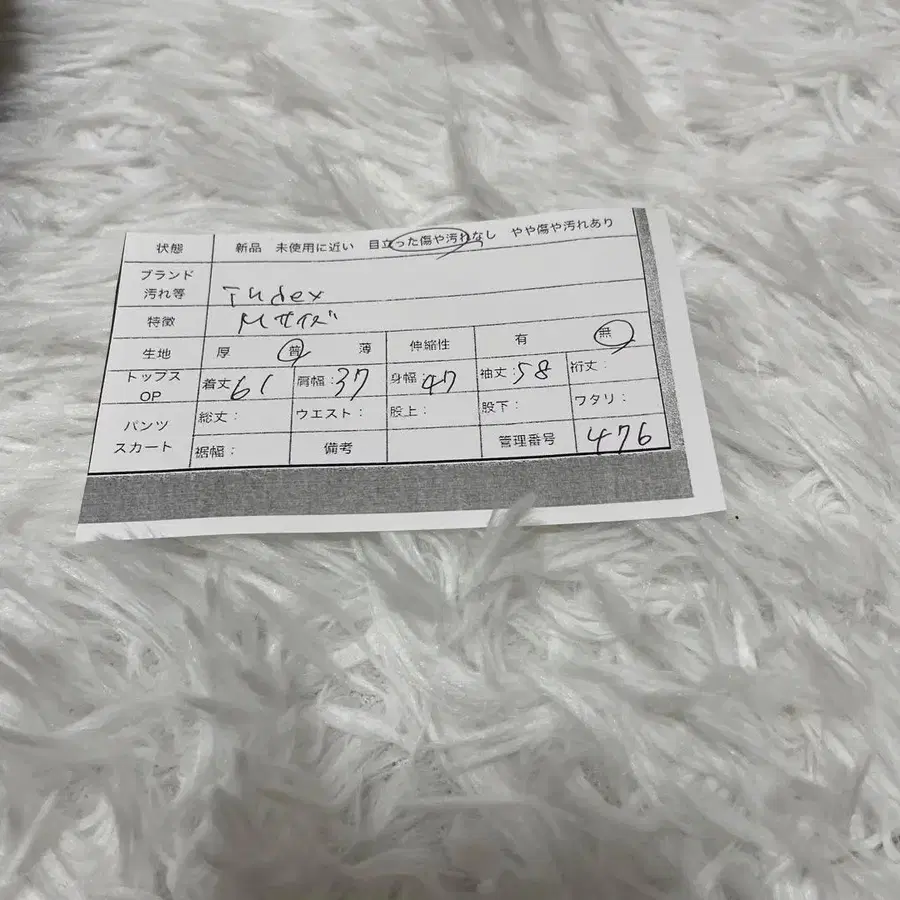 状態 新品 未使用に近い 目立った傷や汚れなし やや傷や汚れあり
ブランド
汚れ等 index
特徴 Mサイズ
生地 厚 普 薄 伸縮性 有 無
トップス
OP 着丈61 肩幅:37 身幅:47 袖丈:58 裄丈:
パンツ
スカート 総丈: ウエスト: 股上: 股下: ワタリ:
裾幅: 備考 管理番号 476